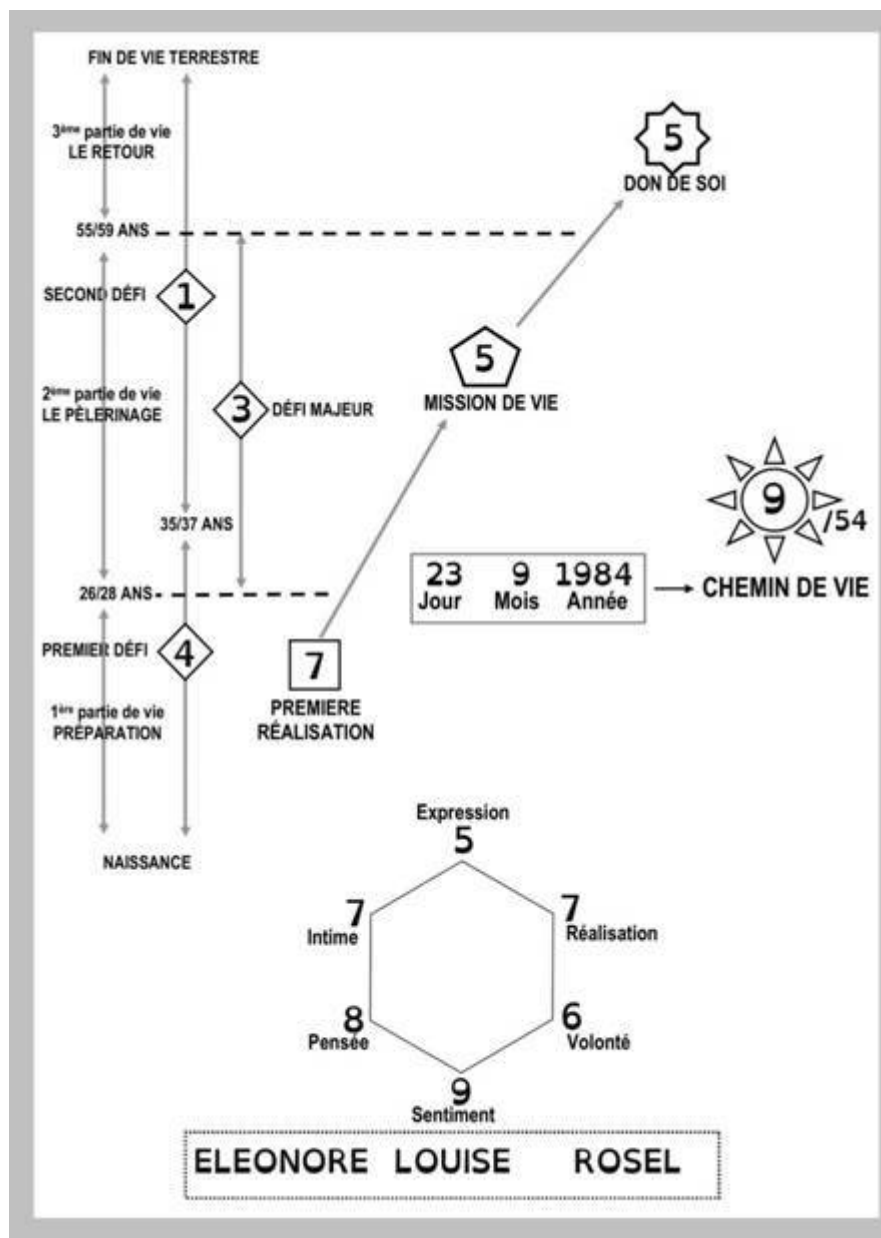 FIN DE VIE TERRESTRE
3ème partie de vie
LE RETOUR
5
DON DE SOI
55/59 ANS
SECOND DÉFI
1
5
MISSION DE VIE
2ème partie de vie
LE PÈLERINAGE
3
DÉFI MAJEUR
9
/54
CHEMIN DE VIE
35/37 ANS
23 9 1984
Jour Mois Année
26/28 ANS
PREMIER DÉFI
4
7
PREMIERE
RÉALISATION
1ère partie de vie
PRÉPARATION
NAISSANCE
Expression
5
7
Intime
7
Réalisation
8
Pensée
6
Volonté
9
Sentiment
ELEONORE LOUISE ROSEL